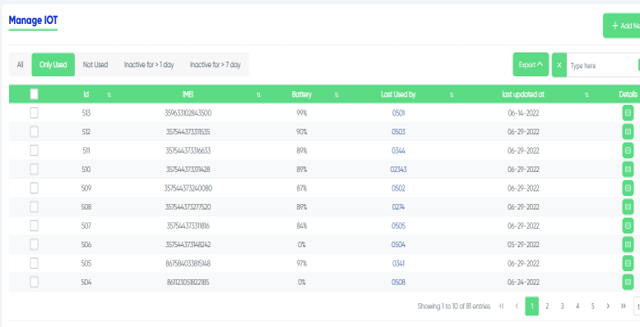 Manage IOT
+ Add
All Only Used Not Used Inactive for > 1 day Inactive for > 7 day Export X Type here
Id IMEI Battery Last Used by last updated at Details
513 359633102843500 99% 0501 06-14-2022
512 357544373311535 90% 0503 06-29-2022
511 357544373316633 89% 0344 06-29-2022
510 357544373311428 89% 02343 06-29-2022
509 357544373240080 87% 0502 06-29-2022
508 357544373277520 89% 0274 06-29-2022
507 357544373311816 84% 0505 06-29-2022
506 357544373148242 0% 0504 05-29-2022
505 867584033815148 97% 0341 06-29-2022
504 861123051822185 0% 0508 06-24-2022
Showing 1 to 10 of 81 entries « ‹ 1 2 3 4 5 › »